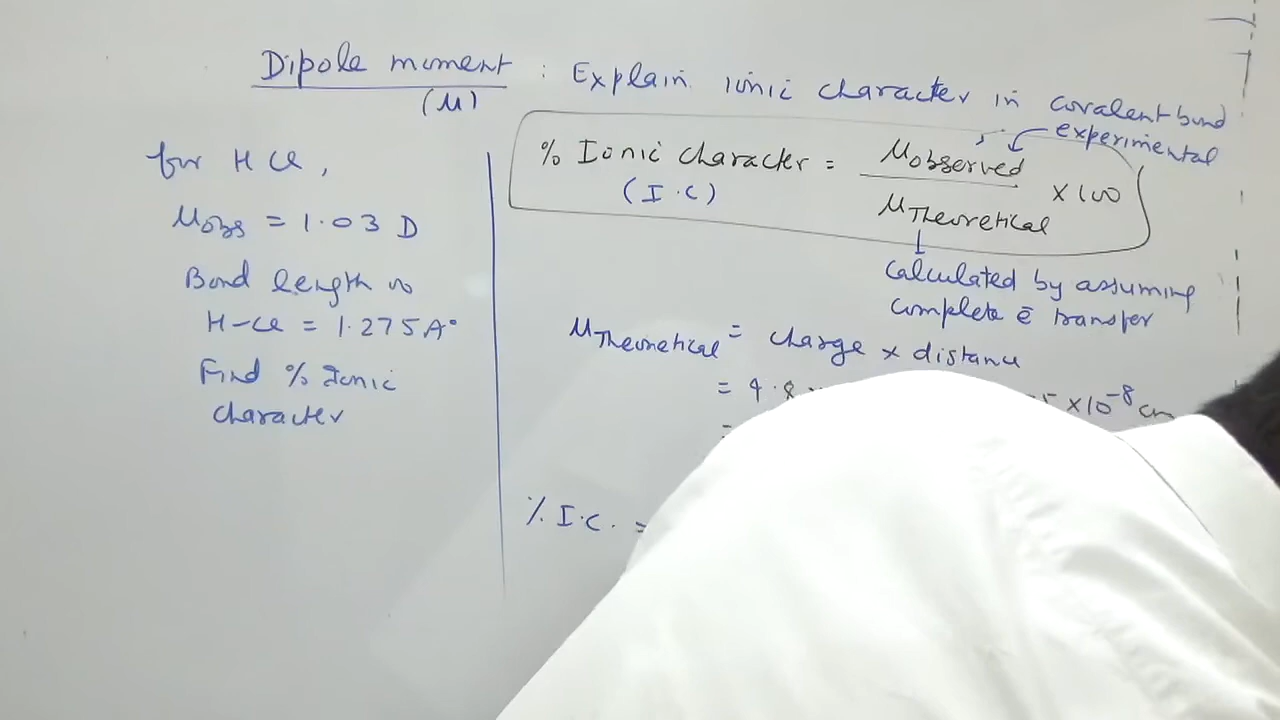 Dipole moment : Explain ionic character in covalent bond
(μ)
for HCl,
μobs = 1.03 D
Bond length
H-Cl = 1.275A°
Find % Ionic
character
% Ionic character = μobserved / μTheoretical × 100
(I.C)
experimental
Calculated by assuming
complete ē transfer
μTheoretical = charge × distance
= 4.8 × 10⁻⁸ cm
=
% I.C. =